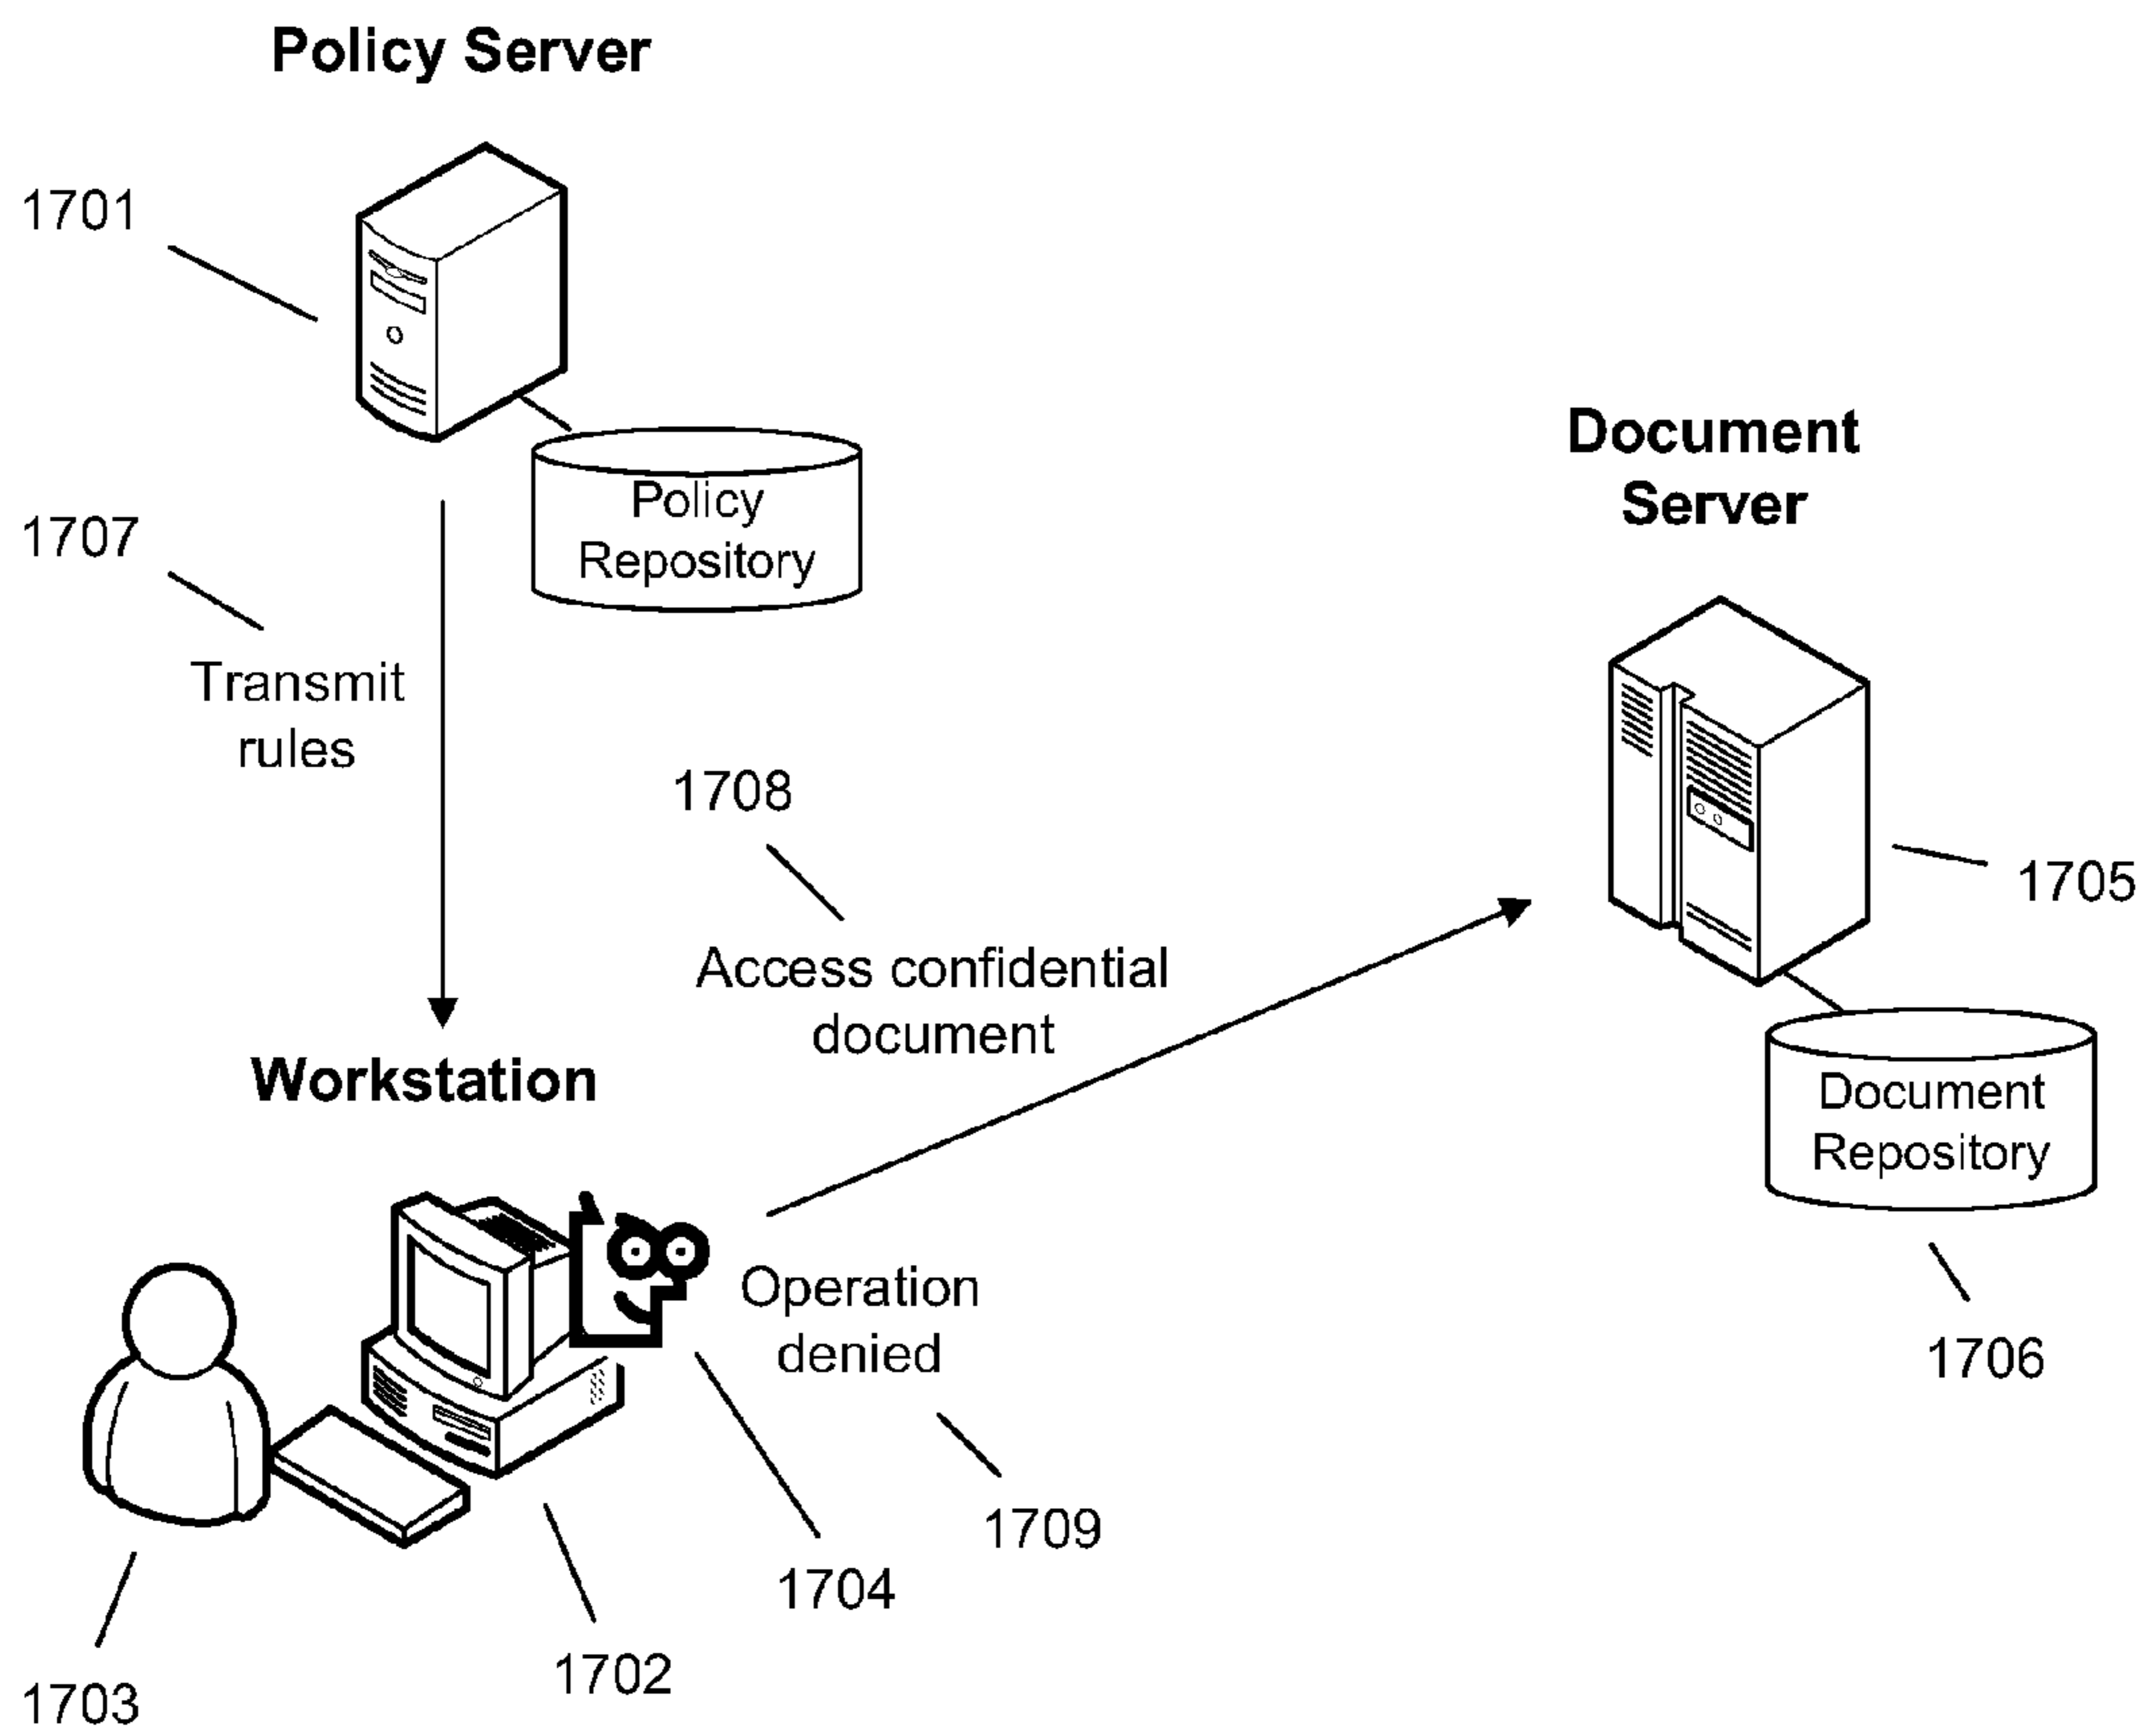 Policy Server
1701
Policy
Repository
1707
Transmit
rules
Document
Server
1705
1708
Access confidential
document
Workstation
Document
Repository
1706
Operation
denied
1709
1704
1702
1703